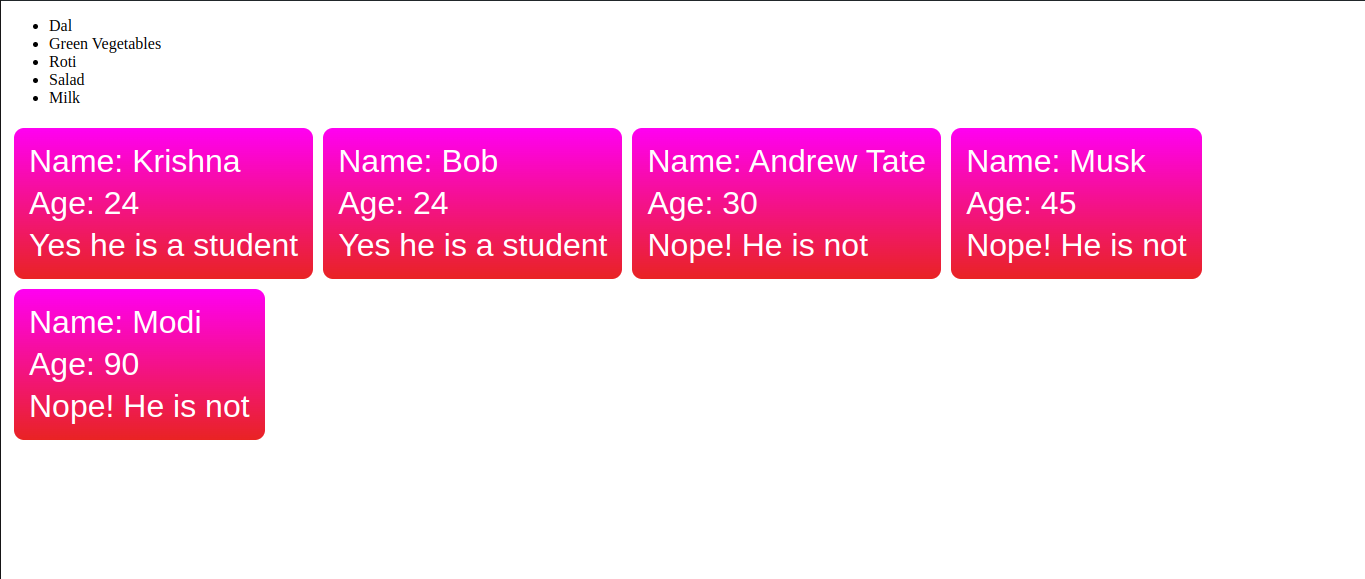 Dal
Green Vegetables
Roti
Salad
Milk
Name: Krishna
Age: 24
Yes he is a student
Name: Bob
Age: 24
Yes he is a student
Name: Andrew Tate
Age: 30
Nope! He is not
Name: Musk
Age: 45
Nope! He is not
Name: Modi
Age: 90
Nope! He is not